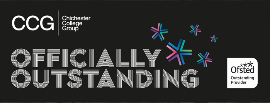 CCG
Chichester
College
Group
OFFICIALLY
OUTSTANDING
Ofsted
Outstanding
Provider